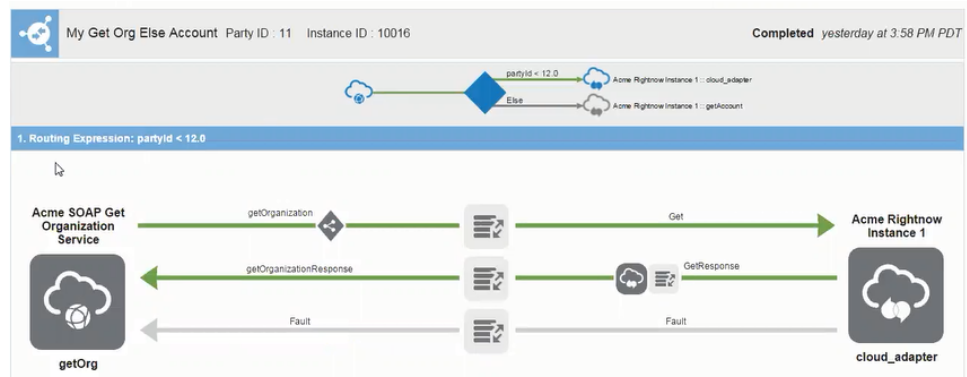 My Get Org Else Account Party ID : 11 Instance ID : 10016 Completed yesterday at 3:58 PM PDT
partyId < 12.0
Acme Rightnow Instance 1 :: cloud_adapter
Else
Acme Rightnow Instance 1 :: getAccount
1. Routing Expression: partyId < 12.0
Acme SOAP Get
Organization
Service
getOrganization
Get
Acme Rightnow
Instance 1
getOrganizationResponse
GetResponse
Fault
Fault
getOrg
cloud_adapter